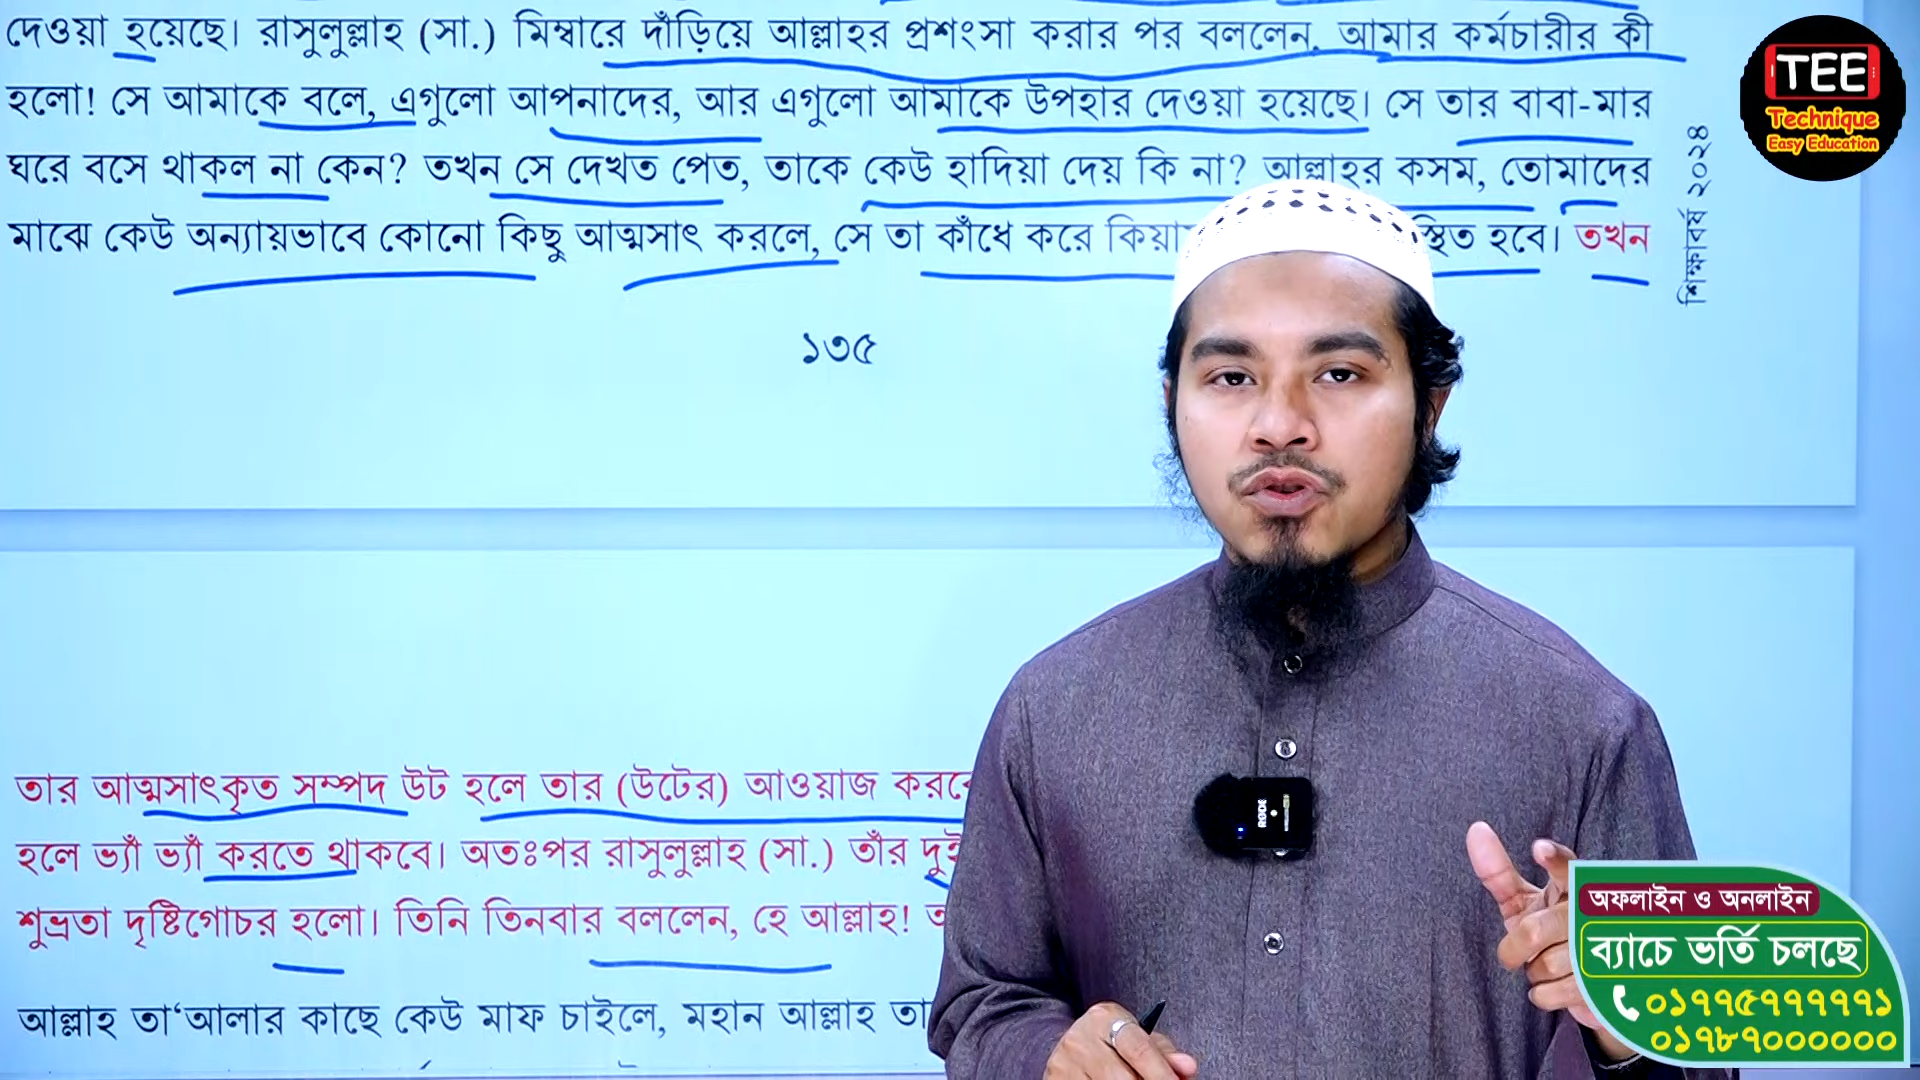 দেওয়া হয়েছে। রাসুলুল্লাহ (সা.) মিম্বারে দাঁড়িয়ে আল্লাহর প্রশংসা করার পর বললেন, আমার কর্মচারীর কী
হলো! সে আমাকে বলে, এগুলো আপনাদের, আর এগুলো আমাকে উপহার দেওয়া হয়েছে। সে তার বাবা-মার
ঘরে বসে থাকল না কেন? তখন সে দেখত পেত, তাকে কেউ হাদিয়া দেয় কি না? আল্লাহর কসম, তোমাদের
মাঝে কেউ অন্যায়ভাবে কোনো কিছু আত্মসাৎ করলে, সে তা কাঁধে করে হবে। তখন
১৩৫
শিক্ষাবর্ষ ২০২৪
তার আত্মসাৎকৃত সম্পদ উট হলে তার (উটের) আওয়াজ
হলে ভ্যাঁ ভ্যাঁ করতে থাকবে। অতঃপর রাসুলুল্লাহ (সা.) তাঁর
শুভ্রতা দৃষ্টিগোচর হলো। তিনি তিনবার বললেন, হে আল্লাহ!
আল্লাহ তা‘আলার কাছে কেউ মাফ চাইলে, মহান আল্লাহ
TEE
Technique
Easy Education
RODE
অফলাইন ও অনলাইন
ব্যাচে ভর্তি চলছে
০১৭৭৫৭৭৭৭৭১
০১৭৮৭০০০০০০